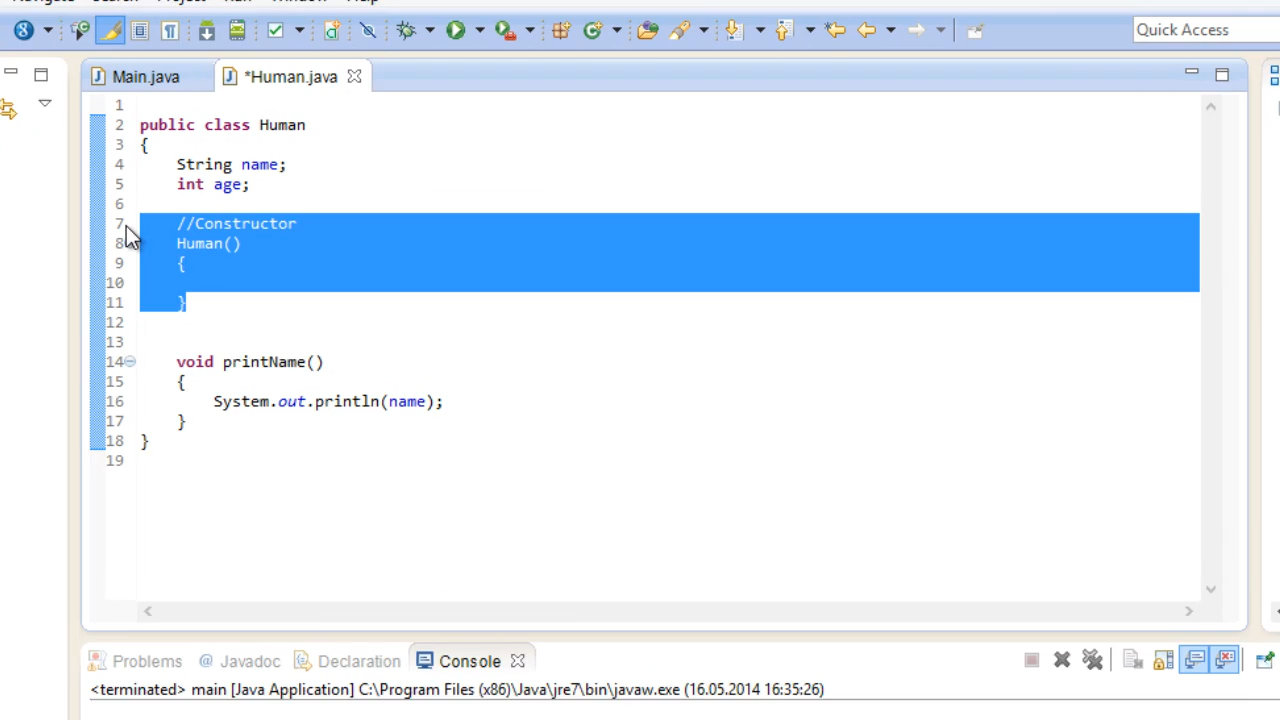 Quick Access
Main.java
*Human.java
1
2 public class Human
3 {
4 String name;
5 int age;
6
7 //Constructor
8 Human()
9 {
10
11 }
12
13
14 void printName()
15 {
16 System.out.println(name);
17 }
18 }
19
Problems @ Javadoc Declaration Console
<terminated> main [Java Application] C:\Program Files (x86)\Java\jre7\bin\javaw.exe (16.05.2014 16:35:26)